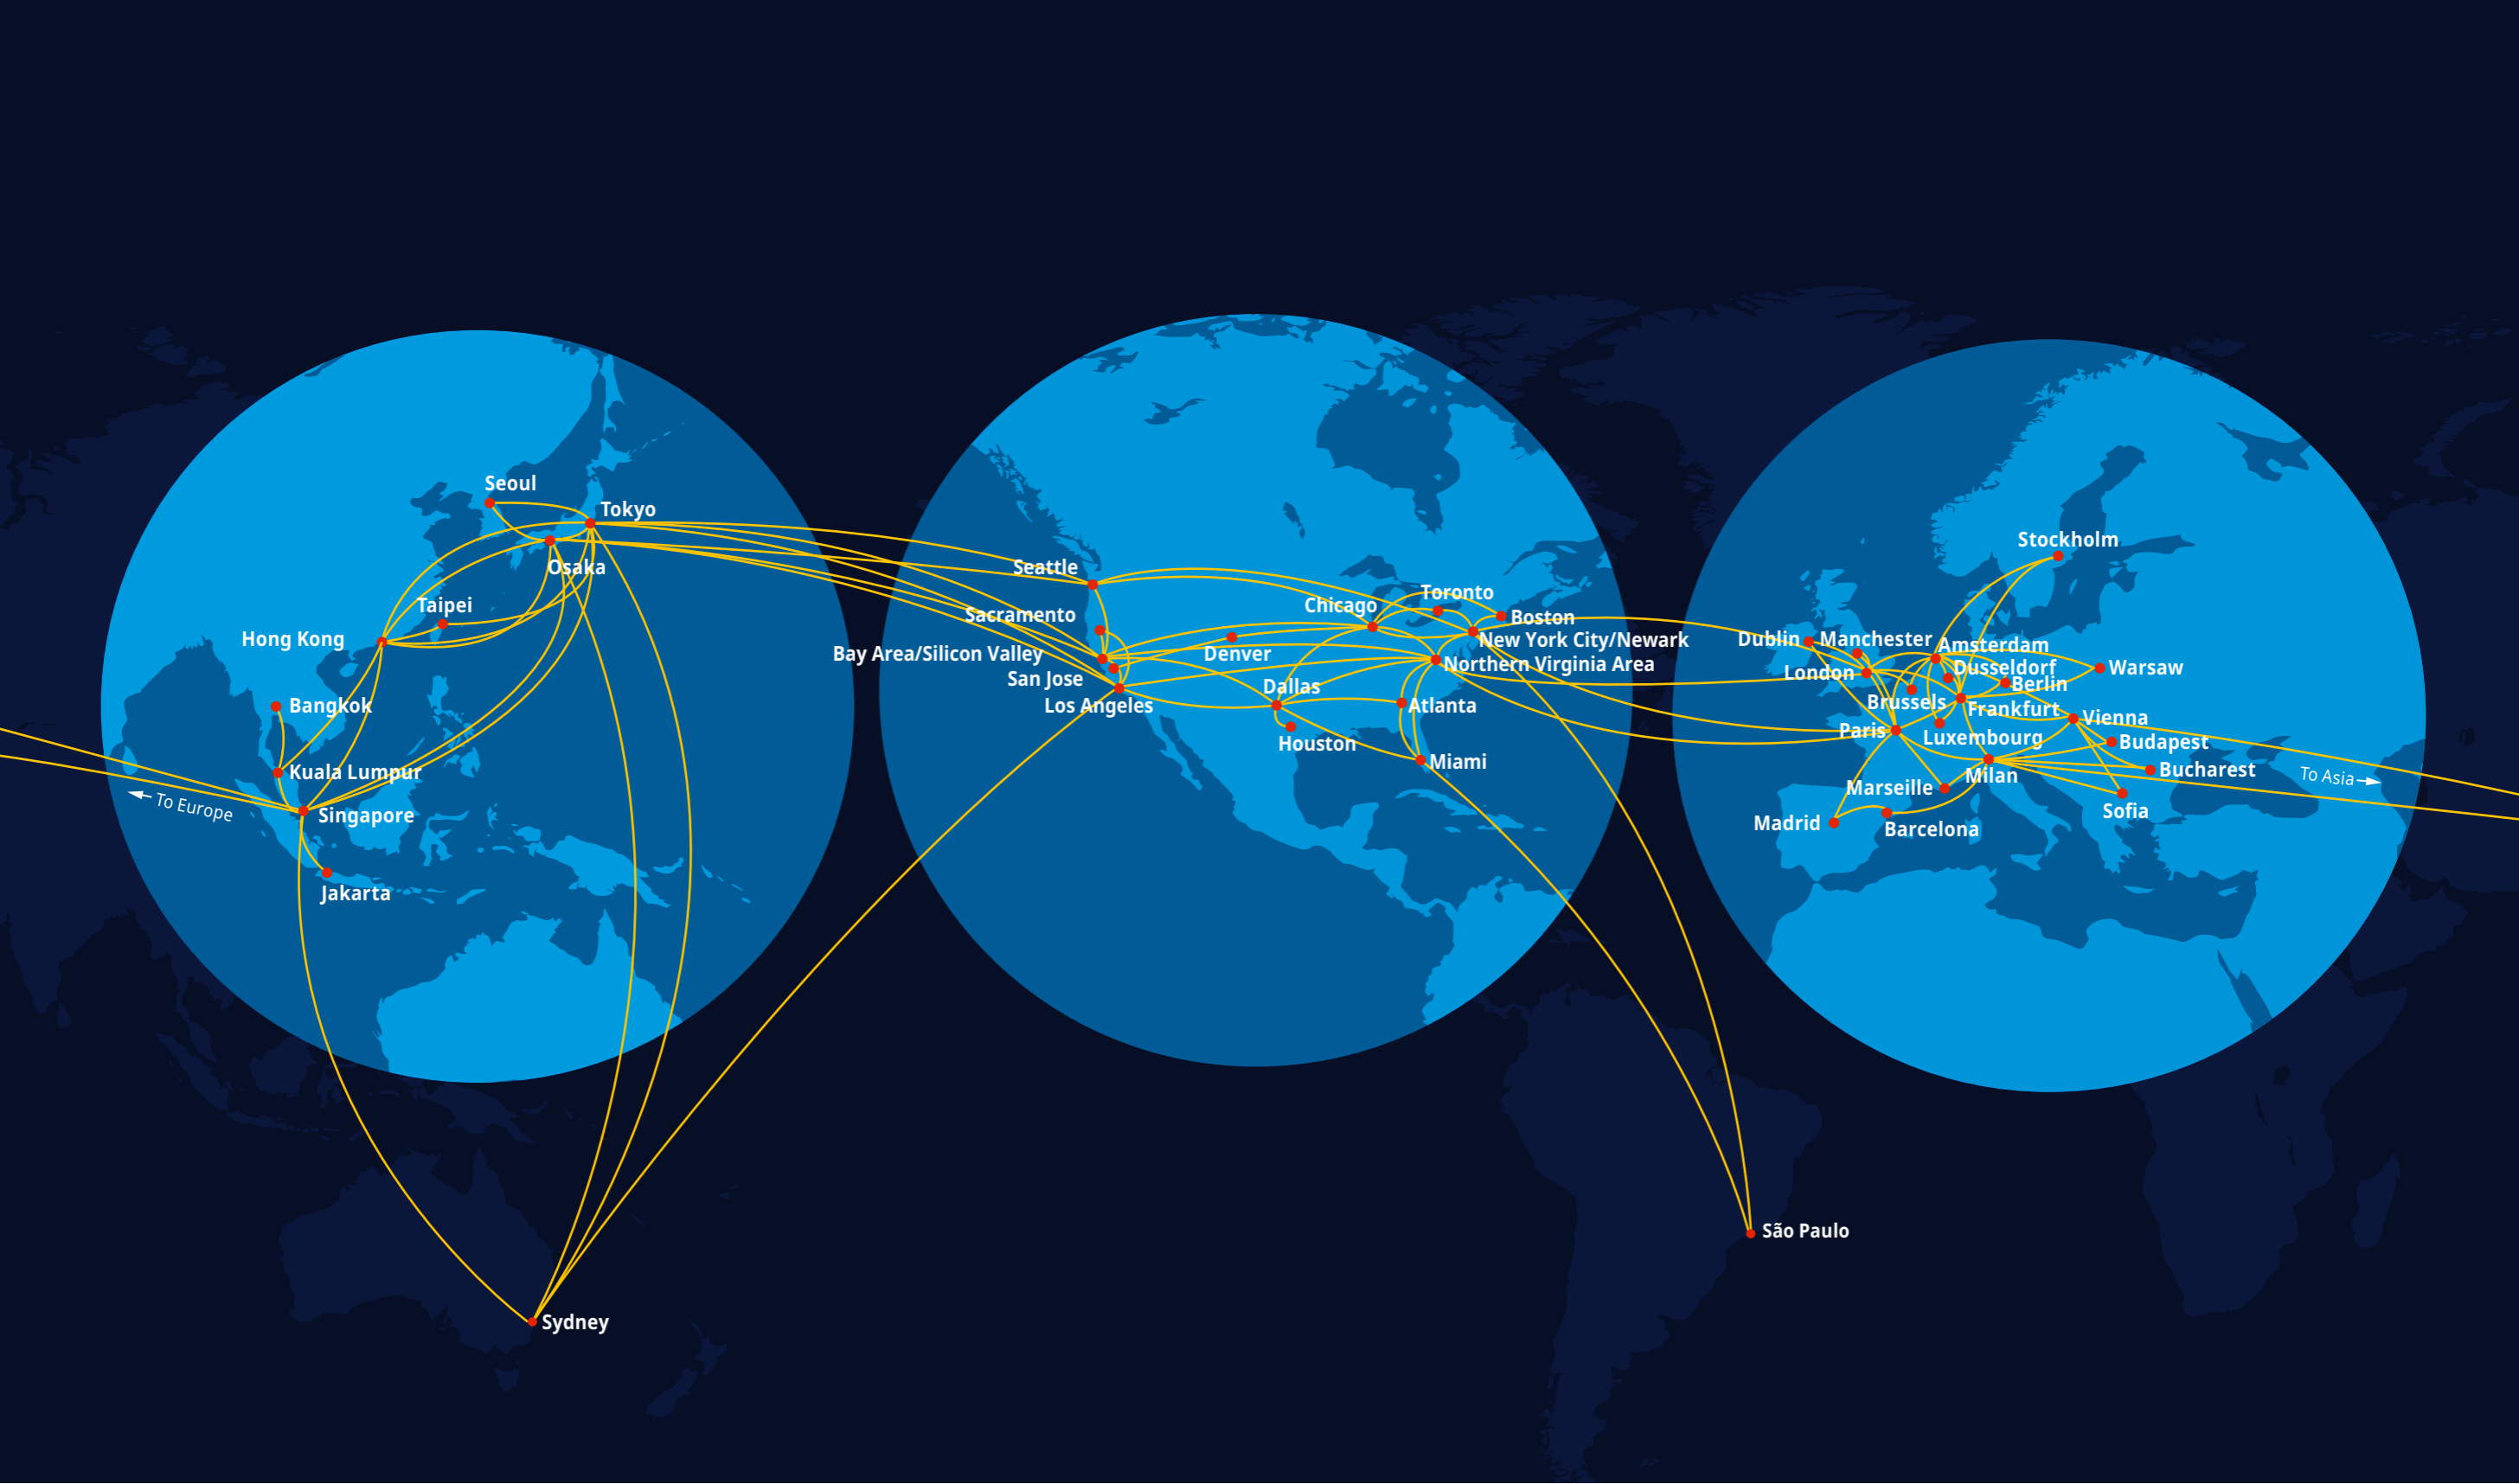 Seoul
Tokyo
Osaka
Taipei
Hong Kong
Bangkok
Kuala Lumpur
To Europe
Singapore
Jakarta
Sydney
Seattle
Sacramento
Bay Area/Silicon Valley
San Jose
Los Angeles
Denver
Dallas
Houston
Chicago
Toronto
Boston
New York City/Newark
Northern Virginia Area
Atlanta
Miami
São Paulo
Stockholm
Dublin
Manchester
Amsterdam
London
Dusseldorf
Berlin
Warsaw
Brussels
Frankfurt
Paris
Luxembourg
Vienna
Budapest
Milan
Bucharest
To Asia
Marseille
Sofia
Madrid
Barcelona